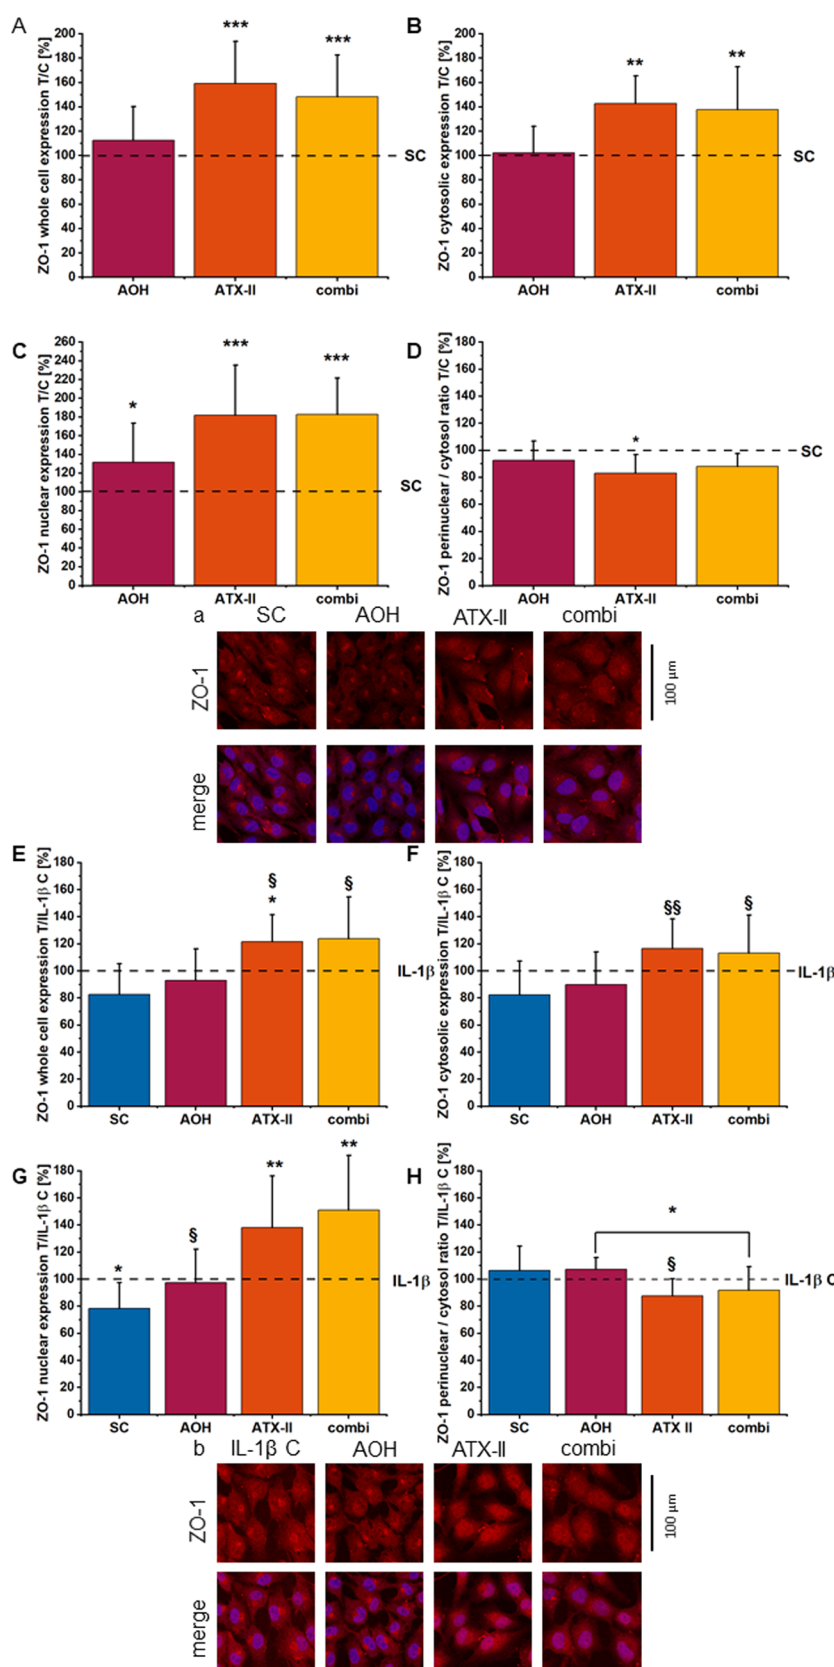 A
ZO-1 whole cell expression T/C [%]
200
180
160
140
120
100
80
60
40
20
0
***
***
SC
AOH
ATX-II
combi
B
ZO-1 cytosolic expression T/C [%]
200
180
160
140
120
100
80
60
40
20
0
**
**
SC
AOH
ATX-II
combi
C
ZO-1 nuclear expression T/C [%]
260
240
220
200
180
160
140
120
100
80
60
40
20
0
*
***
***
SC
AOH
ATX-II
combi
D
ZO-1 perinuclear / cytosol ratio T/C [%]
180
160
140
120
100
80
60
40
20
0
*
SC
AOH
ATX-II
combi
a
SC
AOH
ATX-II
combi
ZO-1
merge
100 μm
E
ZO-1 whole cell expression T/IL-1β C [%]
180
160
140
120
100
80
60
40
20
0
§
*
§
IL-1β
SC
AOH
ATX-II
combi
F
ZO-1 cytosolic expression T/IL-1β C [%]
180
160
140
120
100
80
60
40
20
0
§§
§
IL-1β
SC
AOH
ATX-II
combi
G
ZO-1 nuclear expression T/IL-1β C [%]
180
160
140
120
100
80
60
40
20
0
*
§
**
**
IL-1β
SC
AOH
ATX-II
combi
H
ZO-1 perinuclear / cytosol ratio T/IL-1β C [%]
180
160
140
120
100
80
60
40
20
0
*
§
IL-1β C
SC
AOH
ATX II
combi
b
IL-1β C
AOH
ATX-II
combi
ZO-1
merge
100 μm